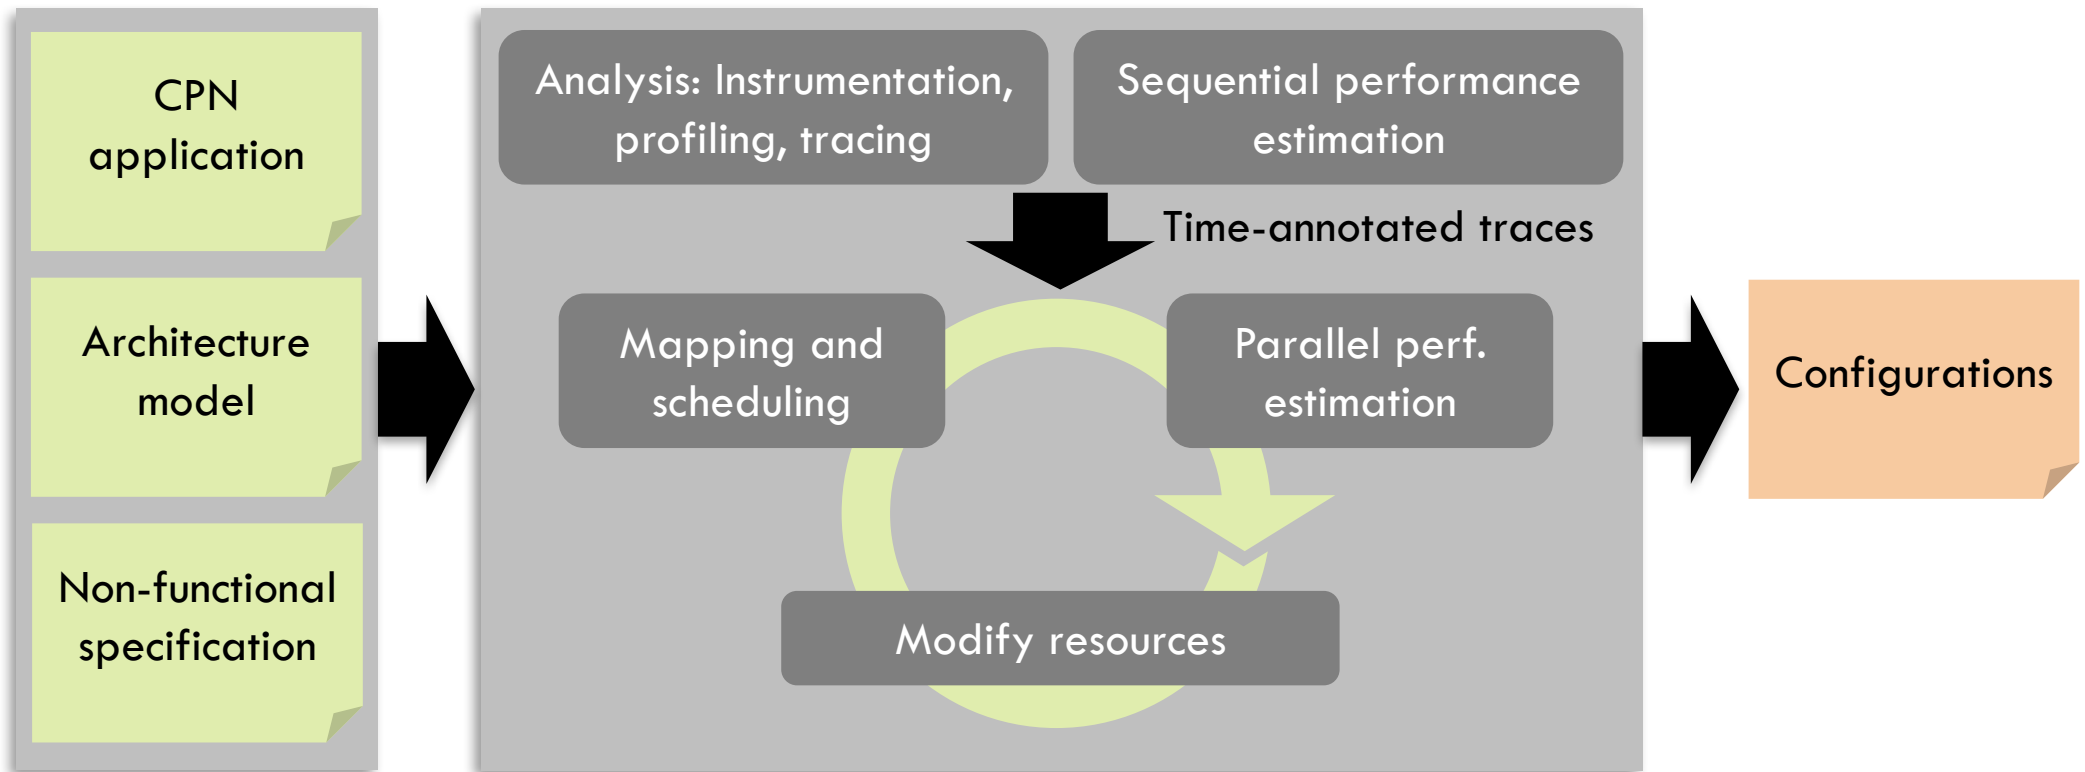 CPN
application
Architecture
model
Non-functional
specification
Analysis: Instrumentation,
profiling, tracing
Sequential performance
estimation
Time-annotated traces
Mapping and
scheduling
Parallel perf.
estimation
Modify resources
Configurations